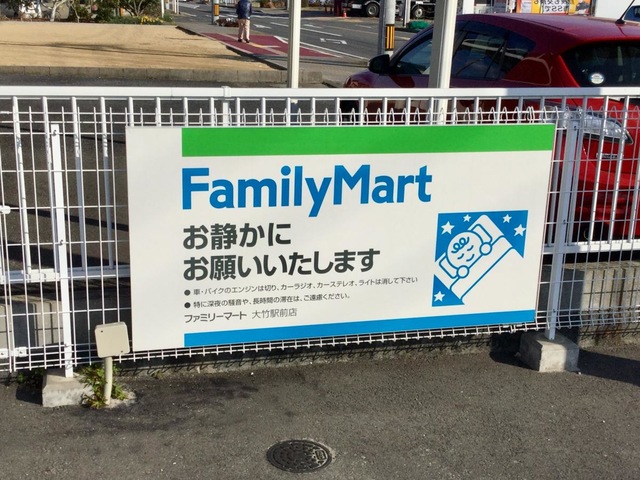 FamilyMart
お静かに
お願いいたします
● 車・バイクのエンジンは切り、カーラジオ、カーステレオ、ライトは消して下さい
● 特に深夜の騒音や、長時間の滞在は、ご遠慮ください。
ファミリーマート 大竹駅前店